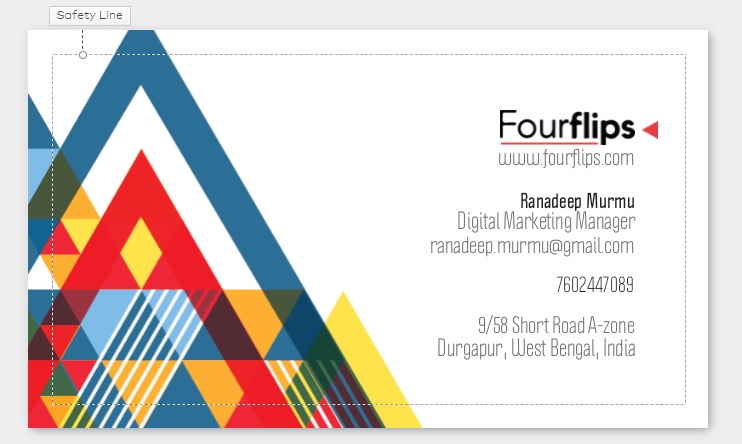 Safety Line
Fourflips
www.fourflips.com
Ranadeep Murmu
Digital Marketing Manager
ranadeep.murmu@gmail.com
7602447089
9/58 Short Road A-zone
Durgapur, West Bengal, India